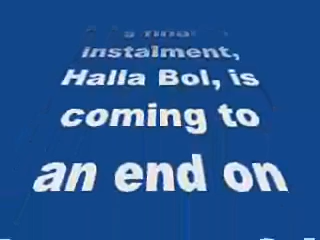 instalment,
Halla Bol, is
coming to
an end on